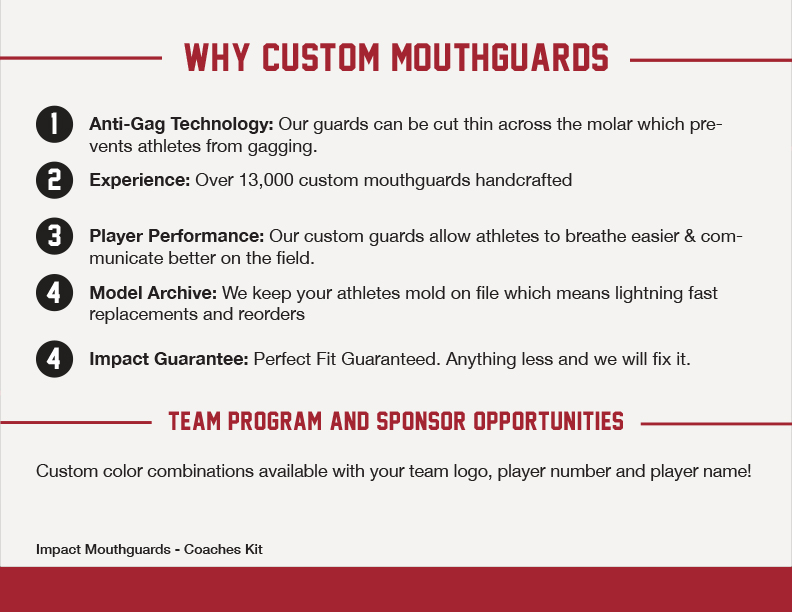 WHY CUSTOM MOUTHGUARDS
1 Anti-Gag Technology: Our guards can be cut thin across the molar which pre-
vents athletes from gagging.
2 Experience: Over 13,000 custom mouthguards handcrafted
3 Player Performance: Our custom guards allow athletes to breathe easier & com-
municate better on the field.
4 Model Archive: We keep your athletes mold on file which means lightning fast
replacements and reorders
4 Impact Guarantee: Perfect Fit Guaranteed. Anything less and we will fix it.
TEAM PROGRAM AND SPONSOR OPPORTUNITIES
Custom color combinations available with your team logo, player number and player name!
Impact Mouthguards - Coaches Kit